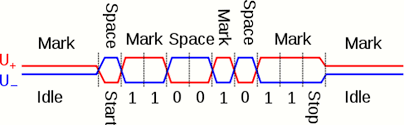 Mark Space Mark Space Mark Space Mark Mark
U+
U−
Idle Start 1 1 0 0 1 0 1 1 Stop Idle